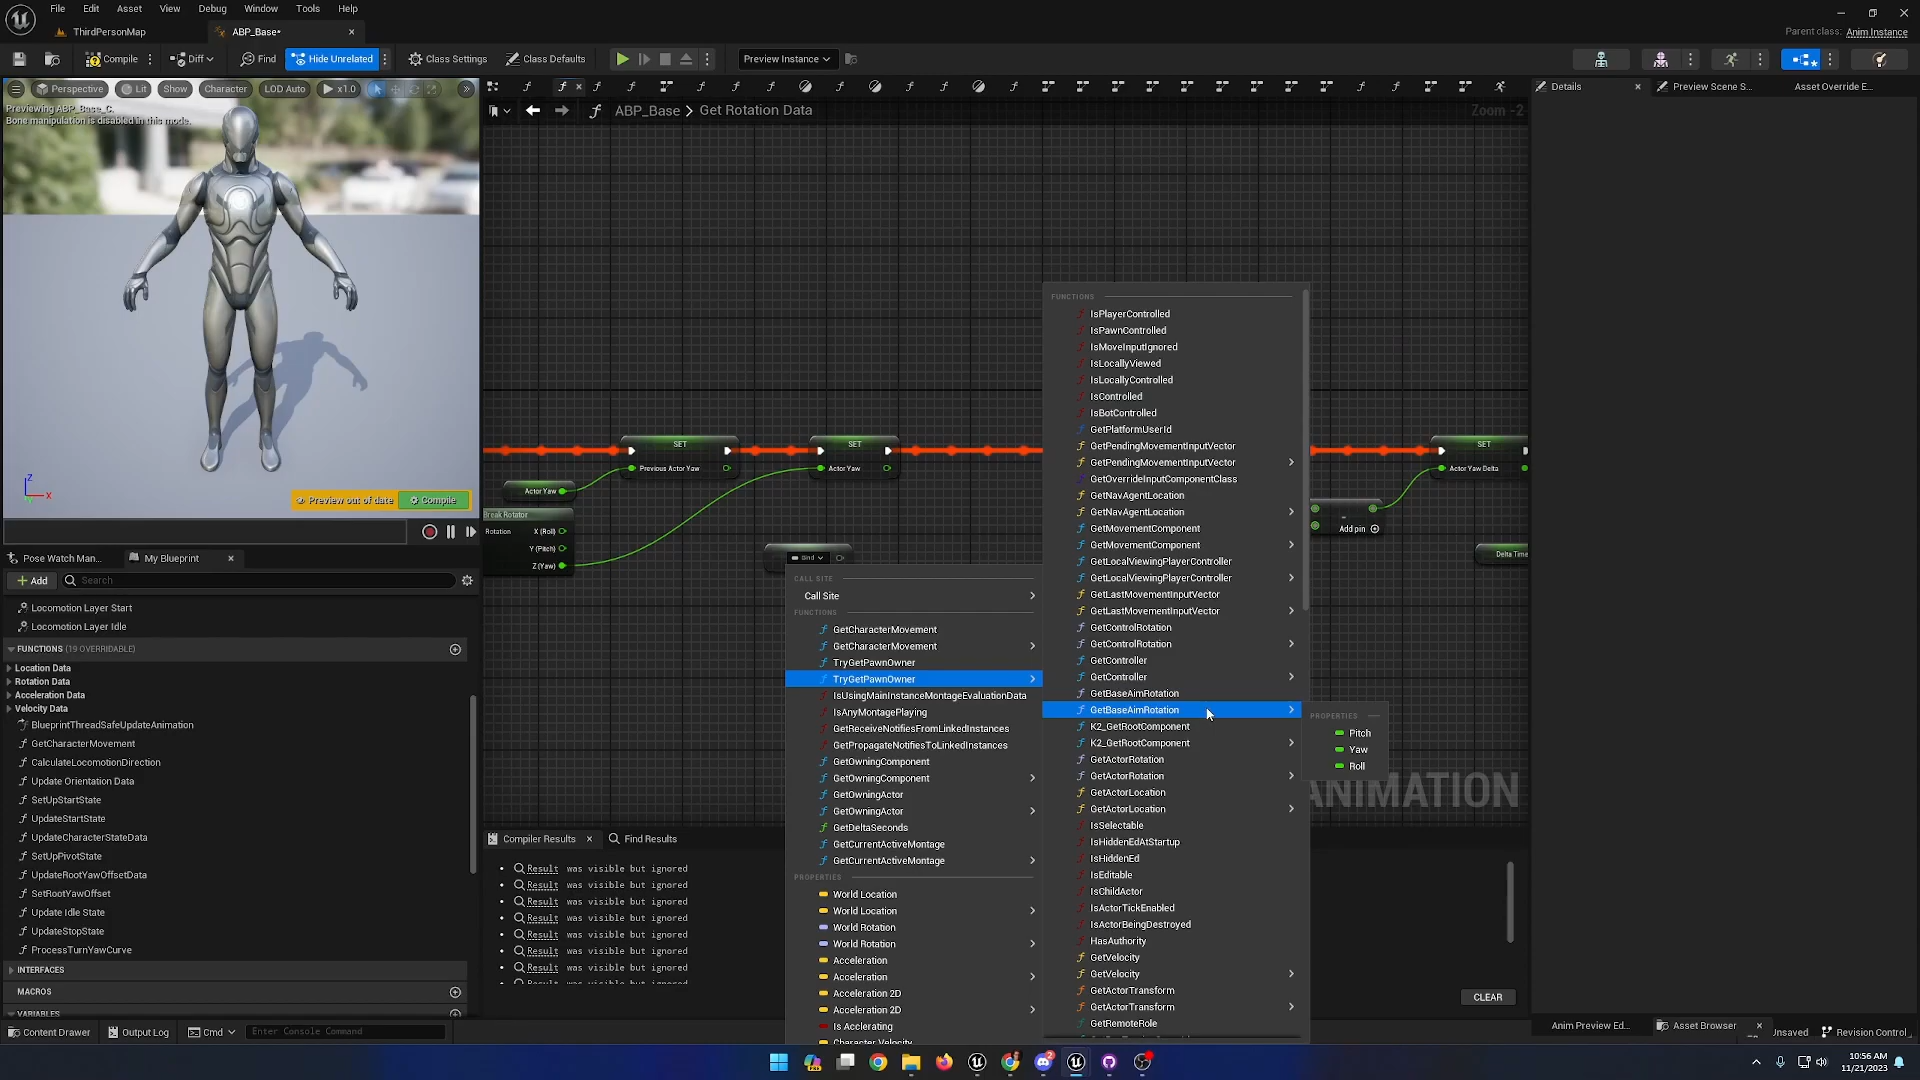 File Edit Asset View Debug Window Tools Help
ThirdPersonMap
ABP_Base*
Parent class: Anim Instance
Compile
Diff
Find
Hide Unrelated
Class Settings
Class Defaults
Preview Instance
Perspective
Lit
Show
Character
LOD Auto
x1.0
Previewing ABP_Base_C.
Bone manipulation is disabled in this mode.
ABP_Base > Get Rotation Data
Zoom -2
Details
Preview Scene S...
Asset Override E...
Z
X
Preview out of date
Compile
SET
Previous Actor Yaw
SET
Actor Yaw
Actor Yaw
Break Rotator
Rotation
X (Roll)
Y (Pitch)
Z (Yaw)
Bind
SET
Actor Yaw Delta
Add pin
Delta Time
CALL SITE
Call Site
FUNCTIONS
GetCharacterMovement
GetCharacterMovement
TryGetPawnOwner
TryGetPawnOwner
IsUsingMainInstanceMontageEvaluationData
IsAnyMontagePlaying
GetReceiveNotifiesFromLinkedInstances
GetPropagateNotifiesToLinkedInstances
GetOwningComponent
GetOwningComponent
GetOwningActor
GetOwningActor
GetDeltaSeconds
GetCurrentActiveMontage
GetCurrentActiveMontage
PROPERTIES
World Location
World Location
World Rotation
World Rotation
Acceleration
Acceleration
Acceleration 2D
Acceleration 2D
Is Acclerating
Character Velocity
FUNCTIONS
IsPlayerControlled
IsPawnControlled
IsMoveInputIgnored
IsLocallyViewed
IsLocallyControlled
IsControlled
IsBotControlled
GetPlatformUserId
GetPendingMovementInputVector
GetPendingMovementInputVector
GetOverrideInputComponentClass
GetNavAgentLocation
GetNavAgentLocation
GetMovementComponent
GetMovementComponent
GetLocalViewingPlayerController
GetLocalViewingPlayerController
GetLastMovementInputVector
GetLastMovementInputVector
GetControlRotation
GetControlRotation
GetController
GetController
GetBaseAimRotation
GetBaseAimRotation
K2_GetRootComponent
K2_GetRootComponent
GetActorRotation
GetActorRotation
GetActorLocation
GetActorLocation
IsSelectable
IsHiddenEdAtStartup
IsHiddenEd
IsEditable
IsChildActor
IsActorTickEnabled
IsActorBeingDestroyed
HasAuthority
GetVelocity
GetVelocity
GetActorTransform
GetActorTransform
GetRemoteRole
PROPERTIES
Pitch
Yaw
Roll
ANIMATION
Pose Watch Man...
My Blueprint
Add
Search
Locomotion Layer Start
Locomotion Layer Idle
FUNCTIONS (19 OVERRIDABLE)
Location Data
Rotation Data
Acceleration Data
Velocity Data
BlueprintThreadSafeUpdateAnimation
GetCharacterMovement
CalculateLocomotionDirection
Update Orientation Data
SetUpStartState
UpdateStartState
UpdateCharacterStateData
SetUpPivotState
UpdateRootYawOffsetData
SetRootYawOffset
Update Idle State
UpdateStopState
ProcessTurnYawCurve
INTERFACES
MACROS
VARIABLES
Compiler Results
Find Results
Result was visible but ignored
Result was visible but ignored
Result was visible but ignored
Result was visible but ignored
Result was visible but ignored
Result was visible but ignored
Result was visible but ignored
Result was visible but ignored
CLEAR
Content Drawer
Output Log
Cmd
Enter Console Command
Anim Preview Ed...
Asset Browser
Unsaved
Revision Control
10:56 AM
11/21/2023